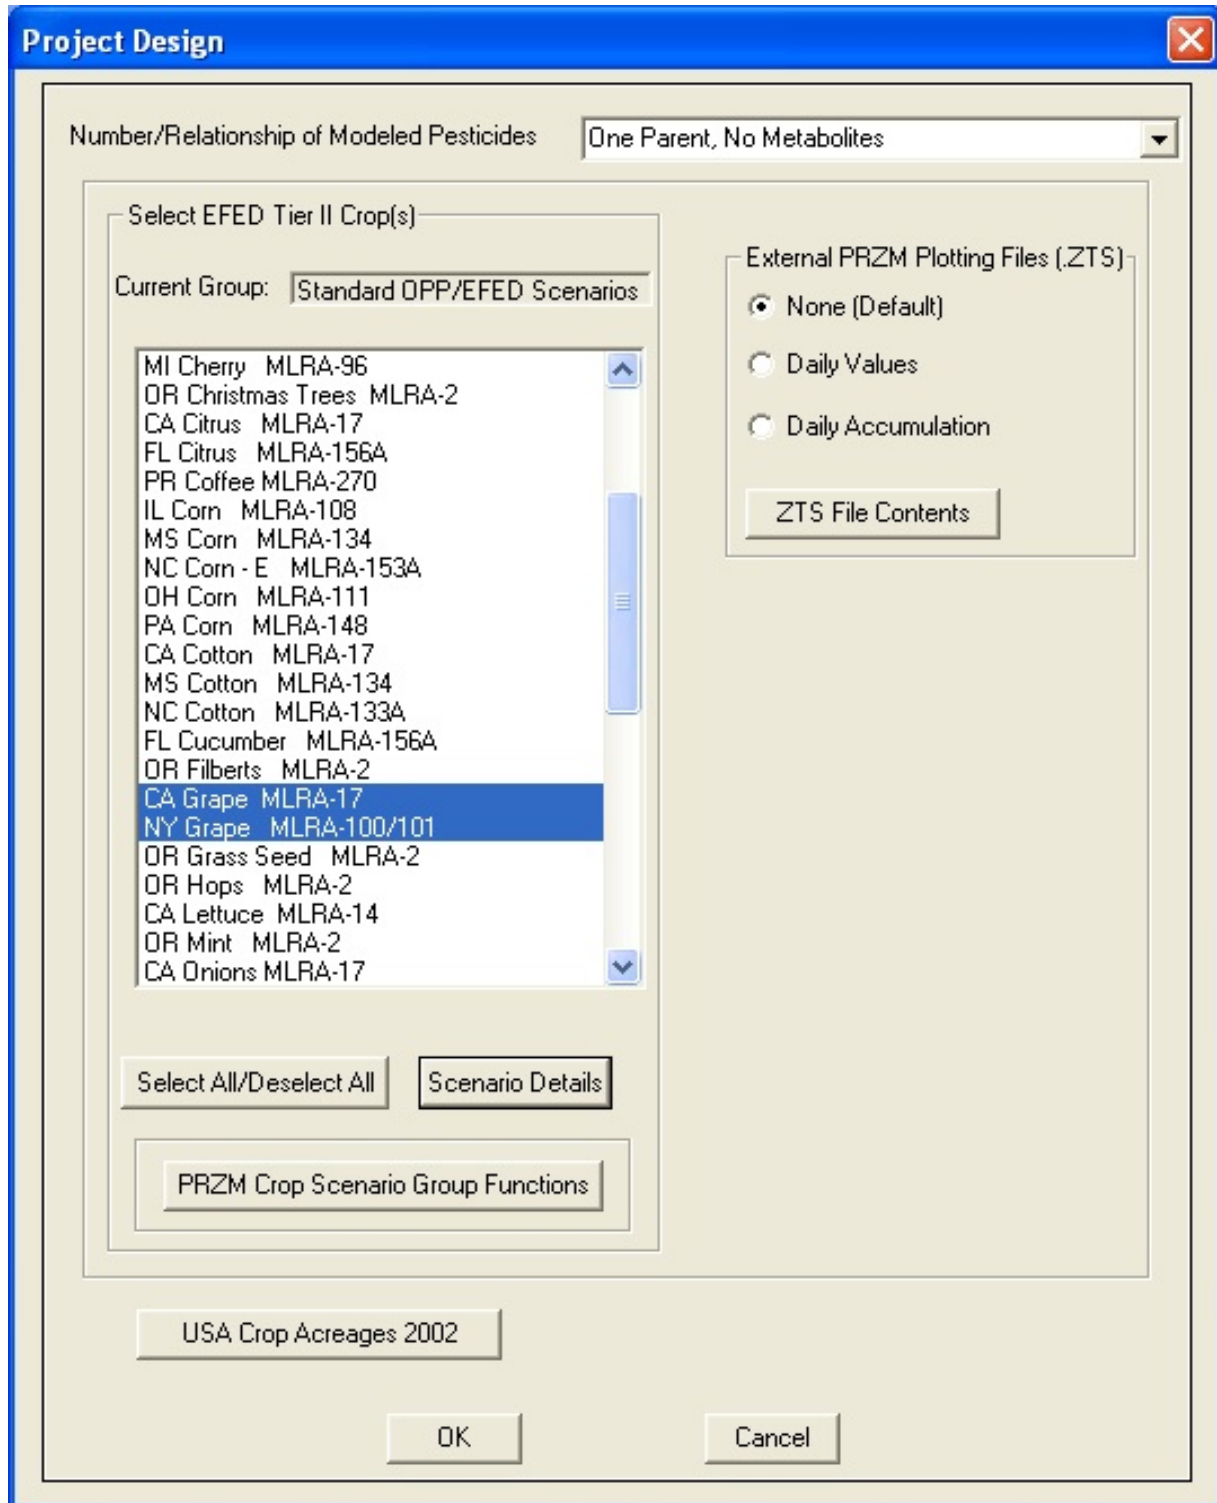 Project Design
Number/Relationship of Modeled Pesticides
One Parent, No Metabolites
Select EFED Tier II Crop(s)
Current Group:
Standard OPP/EFED Scenarios
MI Cherry   MLRA-96
OR Christmas Trees  MLRA-2
CA Citrus   MLRA-17
FL Citrus   MLRA-156A
PR Coffee MLRA-270
IL Corn   MLRA-108
MS Corn   MLRA-134
NC Corn - E   MLRA-153A
OH Corn   MLRA-111
PA Corn   MLRA-148
CA Cotton   MLRA-17
MS Cotton   MLRA-134
NC Cotton   MLRA-133A
FL Cucumber   MLRA-156A
OR Filberts   MLRA-2
CA Grape  MLRA-17
NY Grape   MLRA-100/101
OR Grass Seed   MLRA-2
OR Hops   MLRA-2
CA Lettuce  MLRA-14
OR Mint   MLRA-2
CA Onions MLRA-17
Select All/Deselect All
Scenario Details
PRZM Crop Scenario Group Functions
External PRZM Plotting Files (.ZTS)
None (Default)
Daily Values
Daily Accumulation
ZTS File Contents
USA Crop Acreages 2002
OK
Cancel